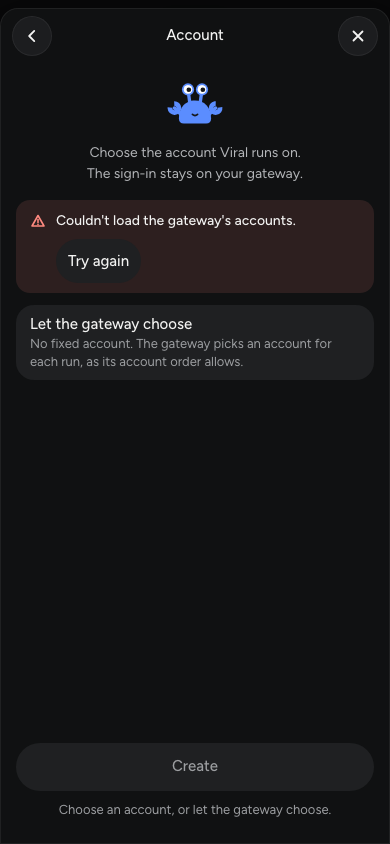 Account
Choose the account Viral runs on.
The sign-in stays on your gateway.
Couldn't load the gateway's accounts.
Try again
Let the gateway choose
No fixed account. The gateway picks an account for
each run, as its account order allows.
Create
Choose an account, or let the gateway choose.